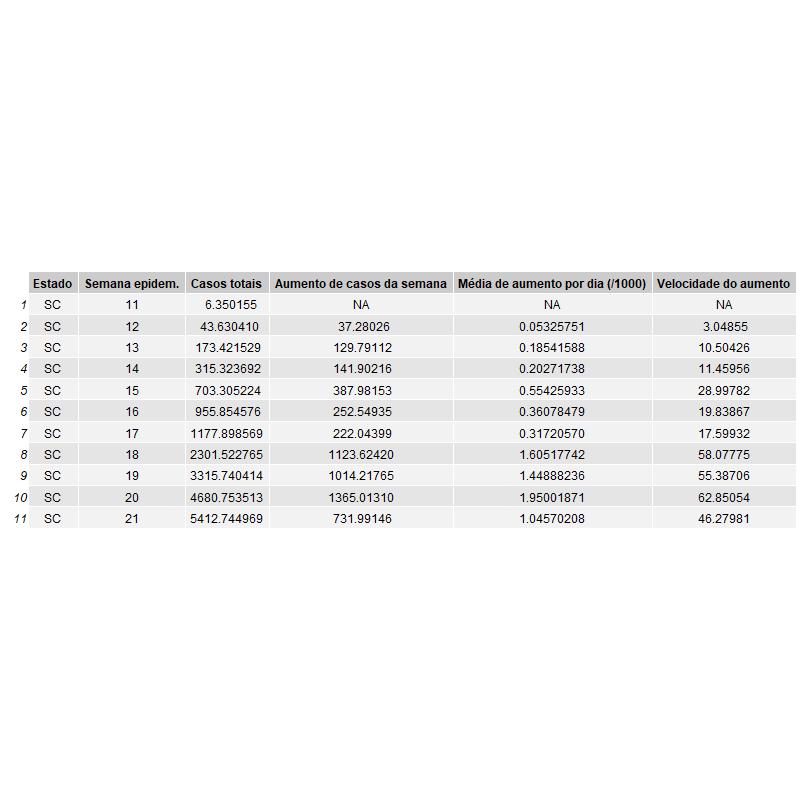 Estado Semana epidem. Casos totais Aumento de casos da semana Média de aumento por dia (/1000) Velocidade do aumento
1 SC 11 6.350155 NA NA NA
2 SC 12 43.630410 37.28026 0.05325751 3.04855
3 SC 13 173.421529 129.79112 0.18541588 10.50426
4 SC 14 315.323692 141.90216 0.20271738 11.45956
5 SC 15 703.305224 387.98153 0.55425933 28.99782
6 SC 16 955.854576 252.54935 0.36078479 19.83867
7 SC 17 1177.898569 222.04399 0.31720570 17.59932
8 SC 18 2301.522765 1123.62420 1.60517742 58.07775
9 SC 19 3315.740414 1014.21765 1.44888236 55.38706
10 SC 20 4680.753513 1365.01310 1.95001871 62.85054
11 SC 21 5412.744969 731.99146 1.04570208 46.27981